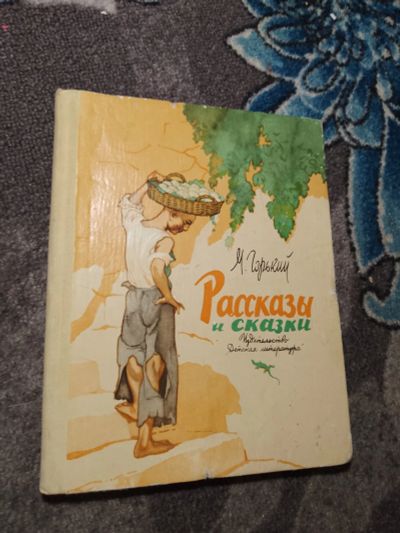 М. Горький
Рассказы
и сказки
Издательство
"Детская литература"